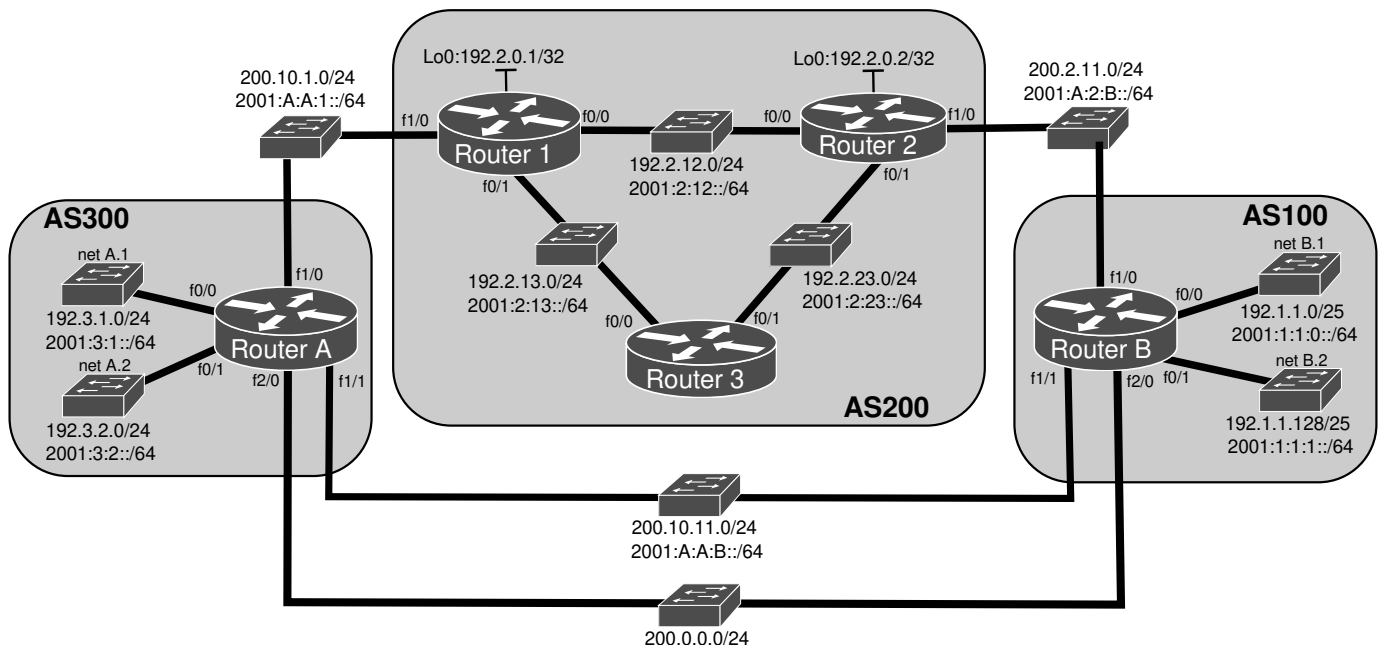 Lo0:192.2.0.1/32
Lo0:192.2.0.2/32
200.10.1.0/24
2001:A:A:1::/64
200.2.11.0/24
2001:A:2:B::/64
f1/0
Router 1
f0/0
f0/1
192.2.12.0/24
2001:2:12::/64
f0/0
Router 2
f1/0
f0/1
AS300
net A.1
192.3.1.0/24
2001:3:1::/64
net A.2
192.3.2.0/24
2001:3:2::/64
f1/0
f0/0
Router A
f0/1
f2/0
f1/1
192.2.13.0/24
2001:2:13::/64
192.2.23.0/24
2001:2:23::/64
f0/0
f0/1
Router 3
AS200
AS100
f1/0
f0/0
Router B
f1/1
f2/0
f0/1
net B.1
192.1.1.0/25
2001:1:1:0::/64
net B.2
192.1.1.128/25
2001:1:1:1::/64
200.10.11.0/24
2001:A:A:B::/64
200.0.0.0/24